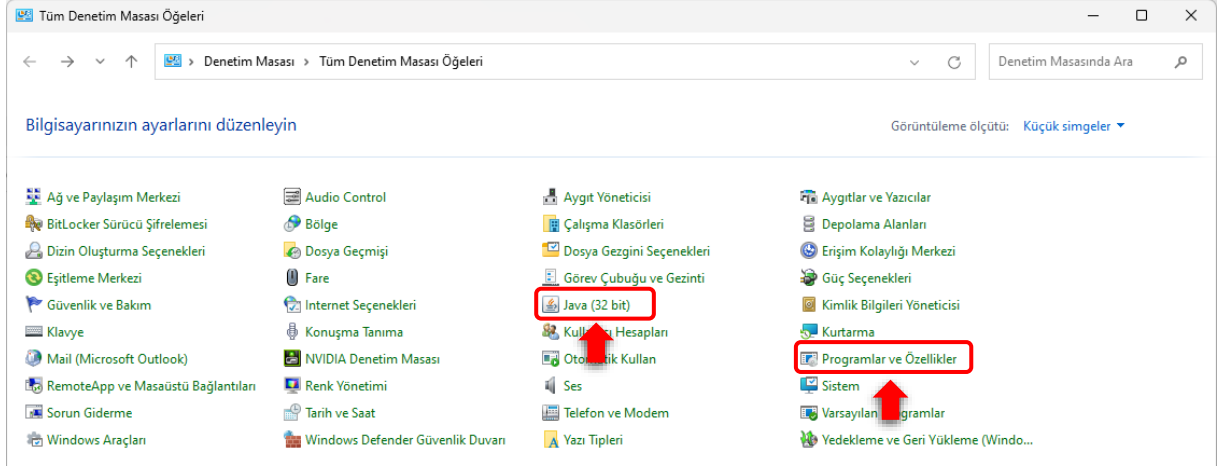 Tüm Denetim Masası Öğeleri
Denetim Masası > Tüm Denetim Masası Öğeleri
Denetim Masasında Ara
Bilgisayarınızın ayarlarını düzenleyin
Görüntüleme ölçütü: Küçük simgeler
Ağ ve Paylaşım Merkezi
Audio Control
Aygıt Yöneticisi
Aygıtlar ve Yazıcılar
BitLocker Sürücü Şifrelemesi
Bölge
Çalışma Klasörleri
Depolama Alanları
Dizin Oluşturma Seçenekleri
Dosya Geçmişi
Dosya Gezgini Seçenekleri
Erişim Kolaylığı Merkezi
Eşitleme Merkezi
Fare
Görev Çubuğu ve Gezinti
Güç Seçenekleri
Güvenlik ve Bakım
Internet Seçenekleri
Java (32 bit)
Kimlik Bilgileri Yöneticisi
Klavye
Konuşma Tanıma
Hesapları
Kurtarma
Mail (Microsoft Outlook)
NVIDIA Denetim Masası
Kullan
Programlar ve Özellikler
RemoteApp ve Masaüstü Bağlantıları
Renk Yönetimi
Ses
Sistem
Sorun Giderme
Tarih ve Saat
Telefon ve Modem
Varsayılan
Windows Araçları
Windows Defender Güvenlik Duvarı
Yazı Tipleri
Yedekleme ve Geri Yükleme (Windo...